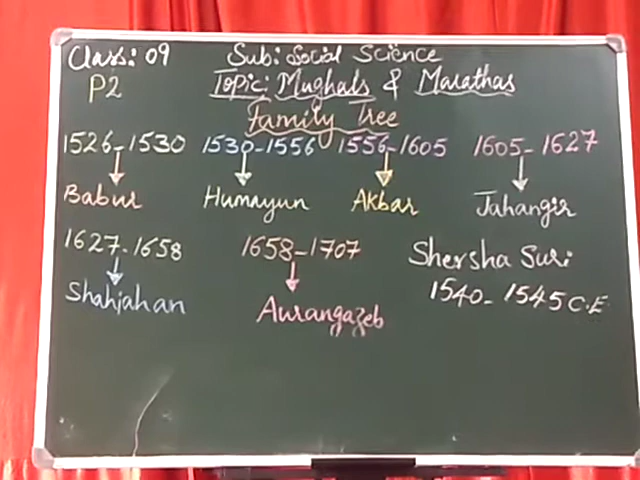 Class: 09 Sub: Social Science
P2 Topic: Mughals & Marathas
Family Tree
1526-1530 1530-1556 1556-1605 1605-1627
Babur Humayun Akbar Jahangir
1627-1658 1658-1707 Shersha Suri
Shahjahan Aurangazeb 1540-1545 C.E